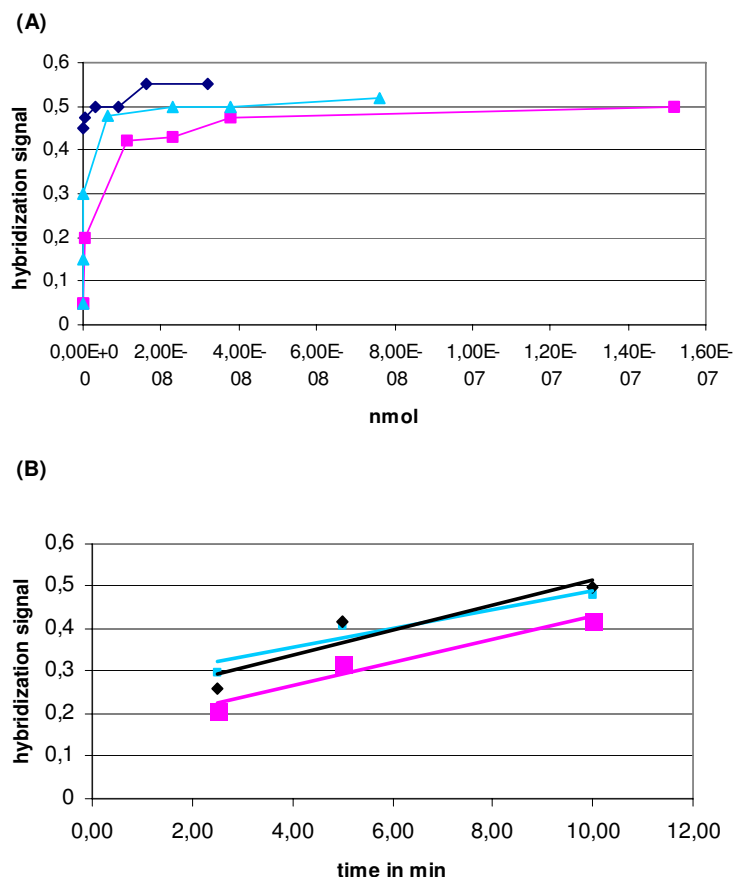 (A)
0,6
0,5
0,4
0,3
0,2
0,1
0
hybridization signal
0,00E+0 2,00E- 4,00E- 6,00E- 8,00E- 1,00E- 1,20E- 1,40E- 1,60E-
0 08 08 08 08 07 07 07 07
nmol
(B)
0,6
0,5
0,4
0,3
0,2
0,1
0
hybridization signal
0,00 2,00 4,00 6,00 8,00 10,00 12,00
time in min